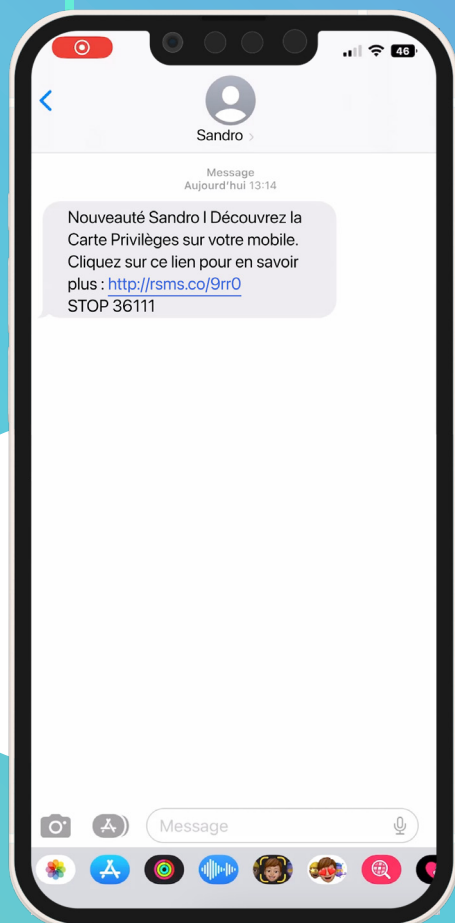 46
Sandro
Message
Aujourd'hui 13:14
Nouveauté Sandro I Découvrez la
Carte Privilèges sur votre mobile.
Cliquez sur ce lien pour en savoir
plus : http://rsms.co/9rr0
STOP 36111
Message